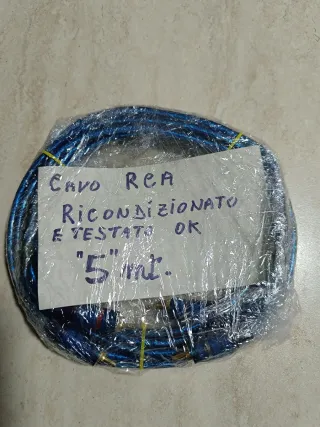 CAVO RCA
RICONDIZIONATO
E TESTATO OK
"5" mt.